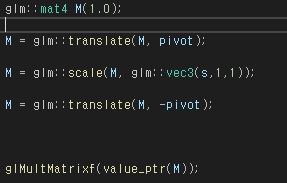 glm::mat4 M(1.0);
M = glm::translate(M, pivot);
M = glm::scale(M, glm::vec3(s,1,1));
M = glm::translate(M, -pivot);
glMultMatrixf(value_ptr(M));